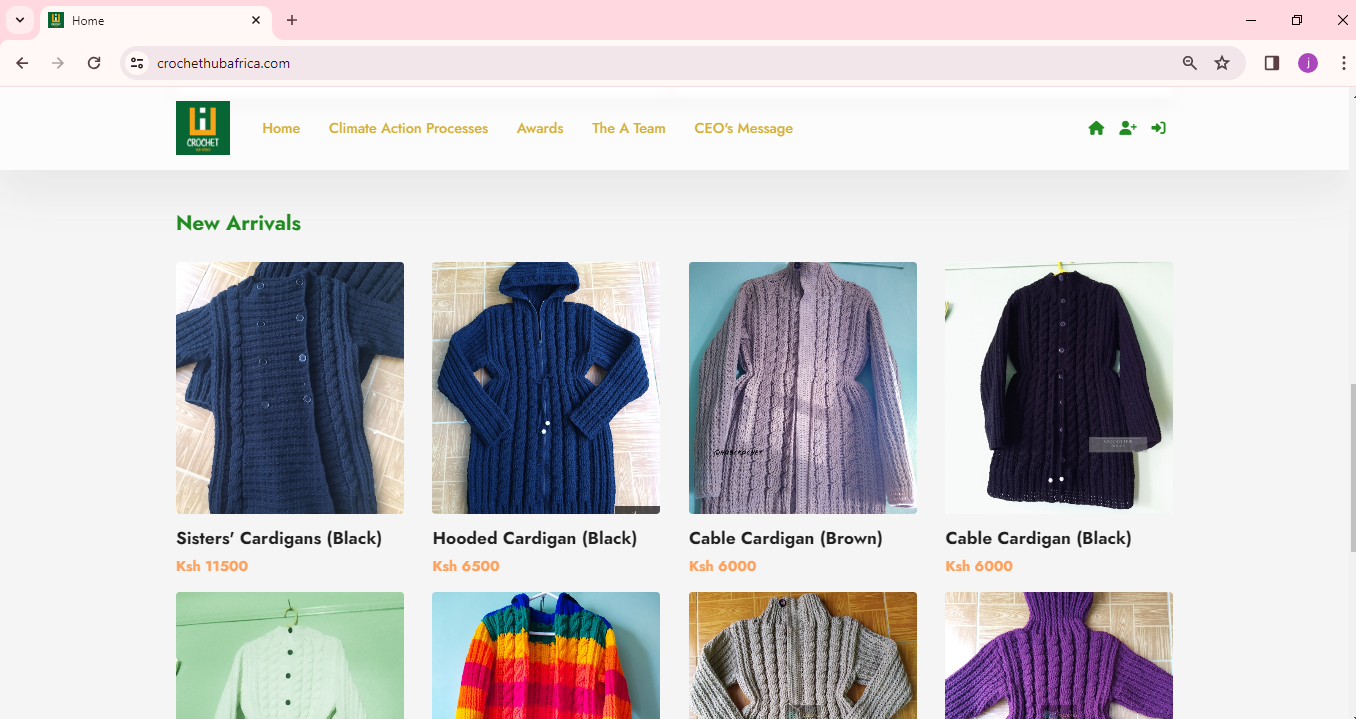 Home
crochethubafrica.com
j
CROCHET
Home
Climate Action Processes
Awards
The A Team
CEO's Message
New Arrivals
Sisters' Cardigans (Black)
Hooded Cardigan (Black)
Cable Cardigan (Brown)
Cable Cardigan (Black)
Ksh 11500
Ksh 6500
Ksh 6000
Ksh 6000